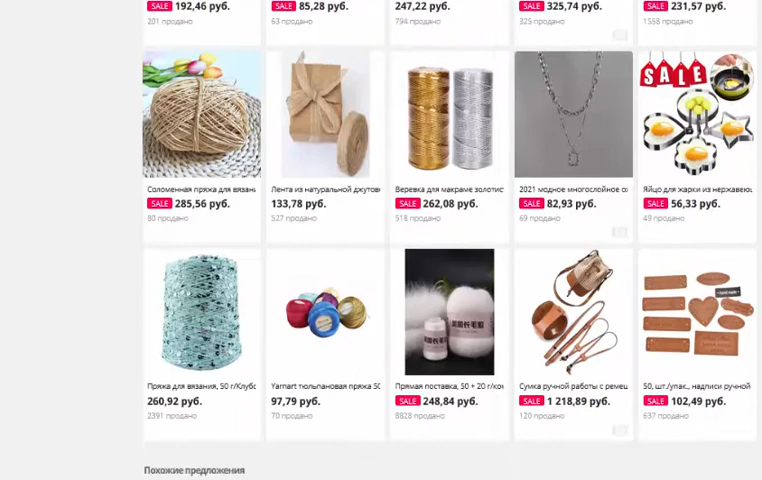 SALE 192,46 руб.
201 продано
SALE 85,28 руб.
63 продано
247,22 руб.
794 продано
SALE 325,74 руб.
325 продано
SALE 231,57 руб.
1558 продано
SALE
Соломенная пряжа для вязани
SALE 285,56 руб.
80 продано
Лента из натуральной джутов
133,78 руб.
527 продано
Веревка для макраме золотис
SALE 262,08 руб.
518 продано
2021 модное многослойное ож
SALE 82,93 руб.
69 продано
Яйцо для жарки из нержавею
SALE 56,33 руб.
49 продано
Пряжа для вязания, 50 г/Клубо
260,92 руб.
2391 продано
Yarnart тюльпановая пряжа 50
97,79 руб.
70 продано
Прямая поставка, 50 + 20 г/ком
SALE 248,84 руб.
8828 продано
Сумка ручной работы с ремеш
SALE 1 218,89 руб.
120 продано
50, шт./упак., надписи ручной
SALE 102,49 руб.
637 продано
Похожие предложения